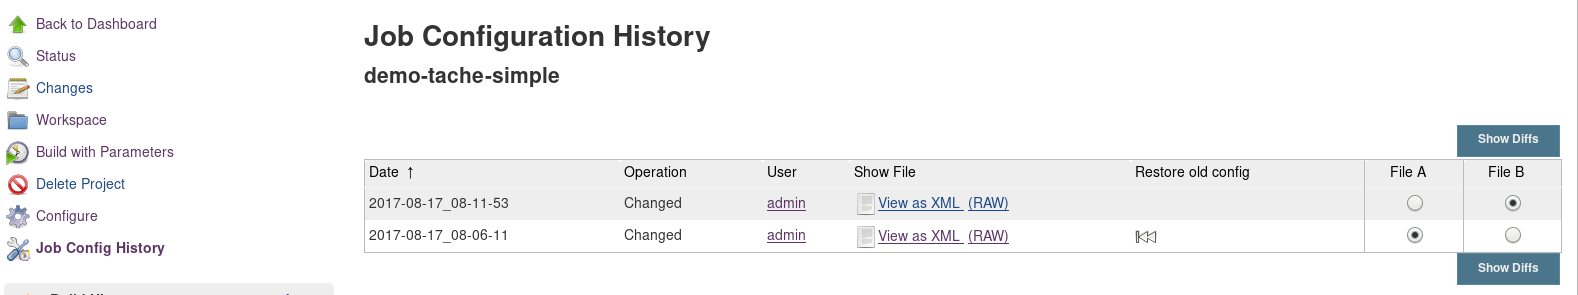 Back to Dashboard
Status
Changes
Workspace
Build with Parameters
Delete Project
Configure
Job Config History
Job Configuration History
demo-tache-simple
Show Diffs
Date ↑ Operation User Show File Restore old config File A File B
2017-08-17_08-11-53 Changed admin View as XML (RAW)
2017-08-17_08-06-11 Changed admin View as XML (RAW)
Show Diffs